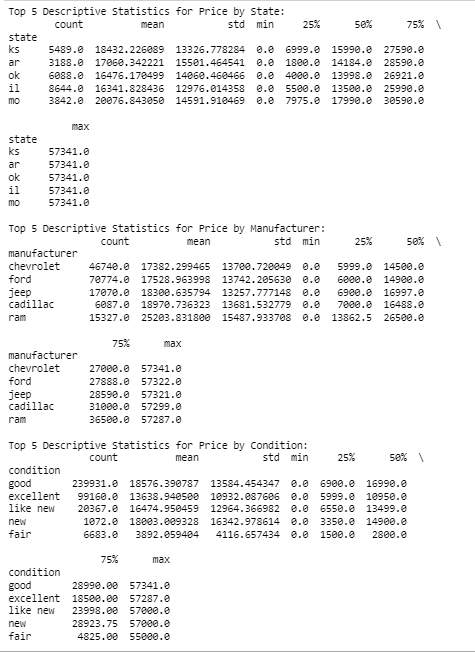 Top 5 Descriptive Statistics for Price by State:
count mean std min 25% 50% 75% \
state
ks 5489.0 18432.226089 13326.778284 0.0 6999.0 15990.0 27590.0
ar 3188.0 17060.342221 15501.464541 0.0 1800.0 14184.0 28590.0
ok 6088.0 16476.170499 14060.460466 0.0 4000.0 13998.0 26921.0
il 8644.0 16341.828436 12976.014358 0.0 5500.0 13500.0 25990.0
mo 3842.0 20076.843050 14591.910469 0.0 7975.0 17990.0 30590.0
max
state
ks 57341.0
ar 57341.0
ok 57341.0
il 57341.0
mo 57341.0
Top 5 Descriptive Statistics for Price by Manufacturer:
count mean std min 25% 50% \
manufacturer
chevrolet 46740.0 17382.299465 13700.720049 0.0 5999.0 14500.0
ford 70774.0 17528.963998 13742.205630 0.0 6000.0 14900.0
jeep 17070.0 18300.635794 13257.777148 0.0 6900.0 16997.0
cadillac 6087.0 18970.736323 13681.532779 0.0 7000.0 16488.0
ram 15327.0 25203.831800 15487.933708 0.0 13862.5 26500.0
75% max
manufacturer
chevrolet 27000.0 57341.0
ford 27888.0 57322.0
jeep 28590.0 57321.0
cadillac 31000.0 57299.0
ram 36500.0 57287.0
Top 5 Descriptive Statistics for Price by Condition:
count mean std min 25% 50% \
condition
good 239931.0 18576.390787 13584.454347 0.0 6900.0 16990.0
excellent 99160.0 13638.940500 10932.087606 0.0 5999.0 10950.0
like new 20367.0 16474.950459 12964.366982 0.0 6550.0 13499.0
new 1072.0 18003.009328 16342.978614 0.0 3350.0 14900.0
fair 6683.0 3892.059404 4116.657434 0.0 1500.0 2800.0
75% max
condition
good 28990.00 57341.0
excellent 18500.00 57287.0
like new 23998.00 57000.0
new 28923.75 57000.0
fair 4825.00 55000.0